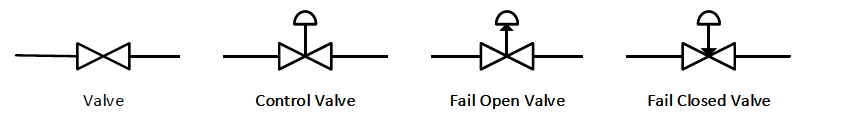 Valve
Control Valve
Fail Open Valve
Fail Closed Valve